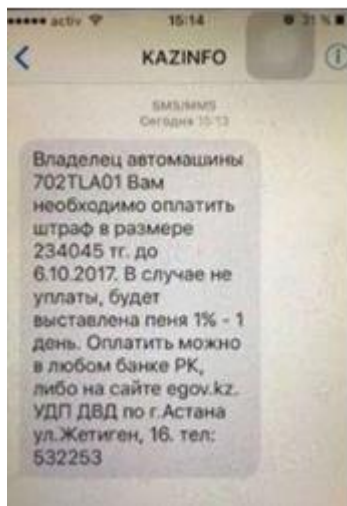 activ 15:14 31 %
KAZINFO
SMS/MMS
Сегодня 15:13
Владелец автомашины
702TLA01 Вам
необходимо оплатить
штраф в размере
234045 тг. до
6.10.2017. В случае не
уплаты, будет
выставлена пеня 1% - 1
день. Оплатить можно
в любом банке РК,
либо на сайте egov.kz.
УДП ДВД по г.Астана
ул.Жетиген, 16. тел:
532253